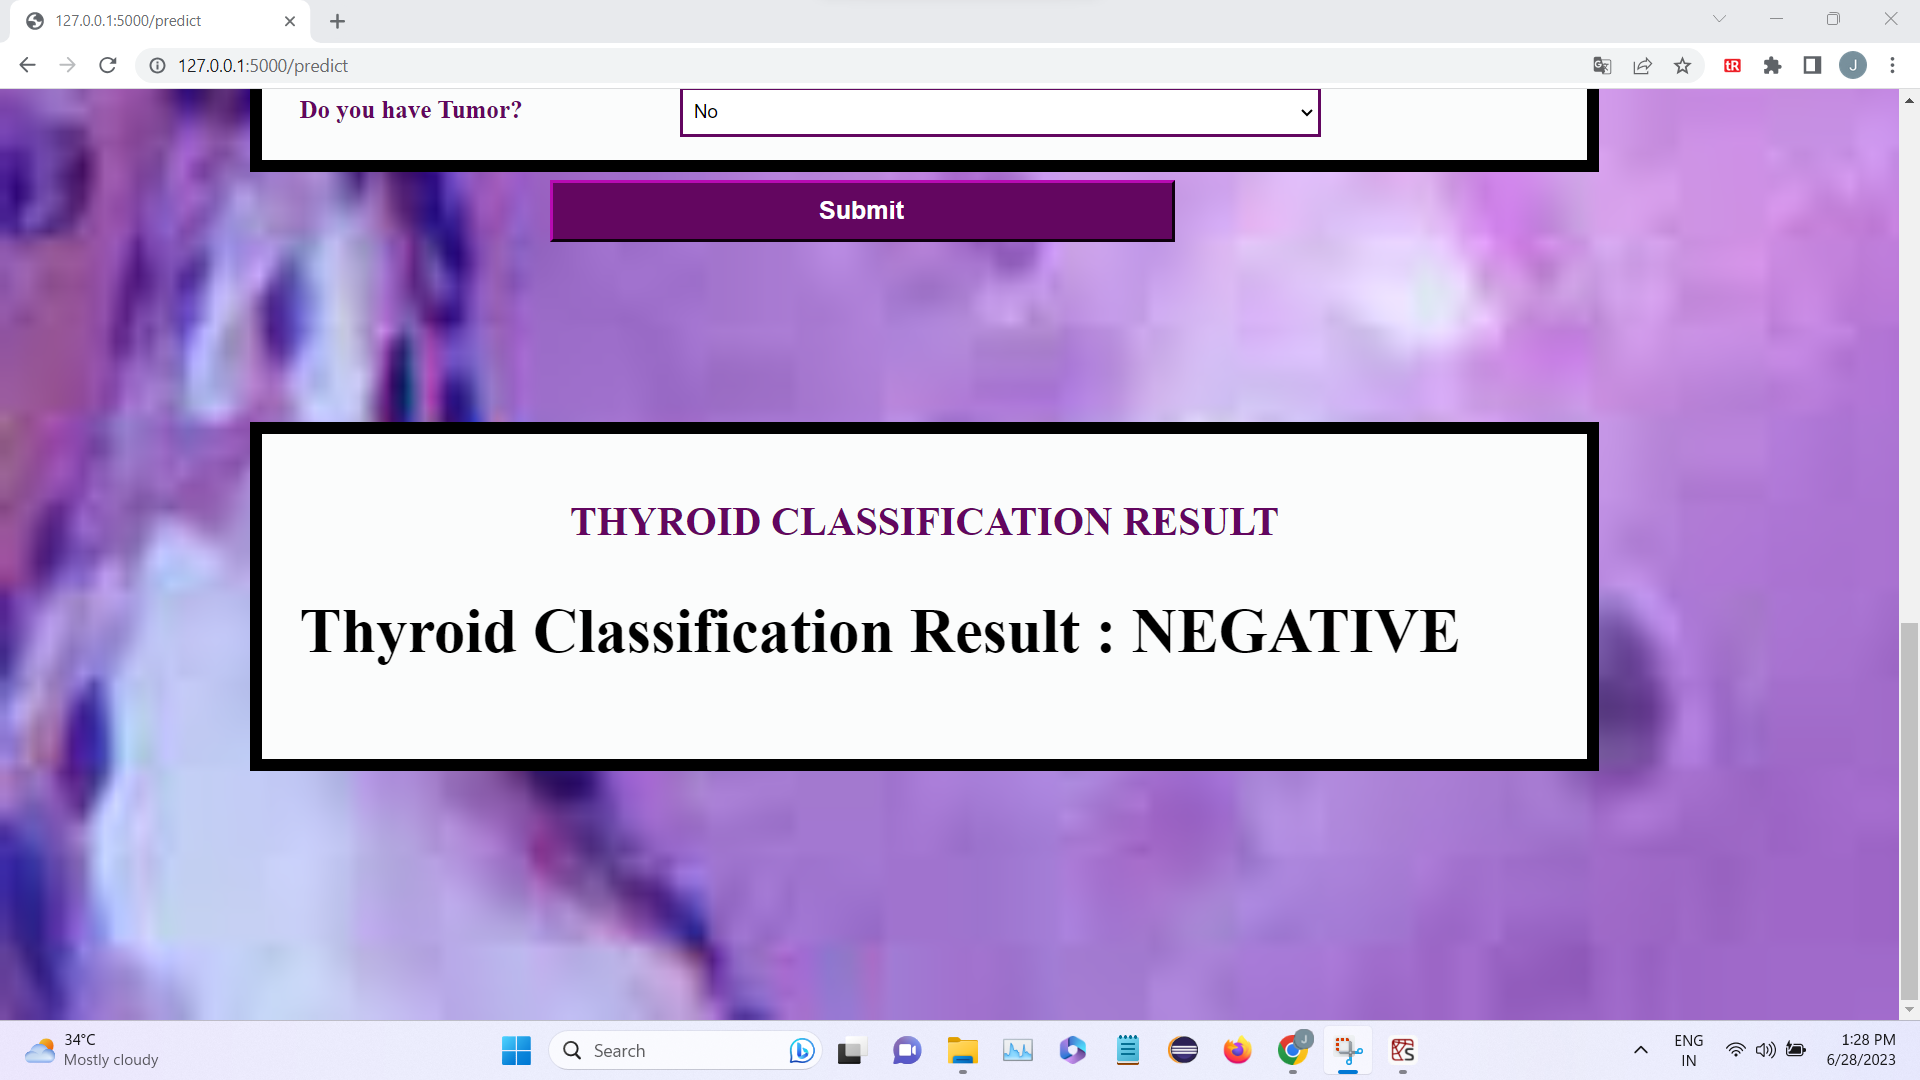 127.0.0.1:5000/predict
127.0.0.1:5000/predict
tR
J
Do you have Tumor?
No
Submit
THYROID CLASSIFICATION RESULT
Thyroid Classification Result : NEGATIVE
34°C
Mostly cloudy
Search
J
S
ENG
IN
1:28 PM
6/28/2023